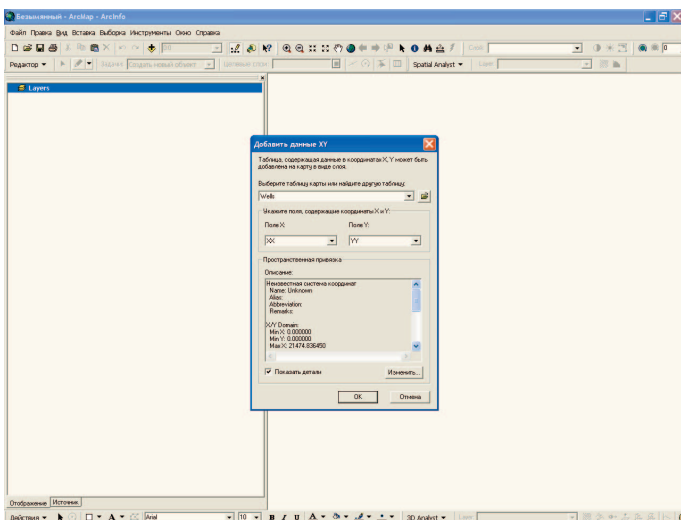 Безымянный - ArcMap - ArcInfo
Файл Правка Вид Вставка Выборка Инструменты Окно Справка
Редактор Задача: Создать новый объект Целевые слои Spatial Analyst Layer:
Layers
Добавить данные XY
Таблица, содержащая данные в координатах X, Y может быть
добавлена на карту в виде слоя.
Выберите таблицу карты или найдите другую таблицу:
Wells
Укажите поля, содержащие координаты X и Y:
Поле X: Поле Y:
XX YY
Пространственная привязка
Описание:
Неизвестная система координат
Name: Unknown
Alias:
Abbreviation:
Remarks:
X/Y Domain:
Min X: 0.000000
Min Y: 0.000000
Max X: 21474.836450
Показать детали Изменить...
OK Отмена
Отображение Источник
Действия A Arial 10 B I U A 3D Analyst Layer: